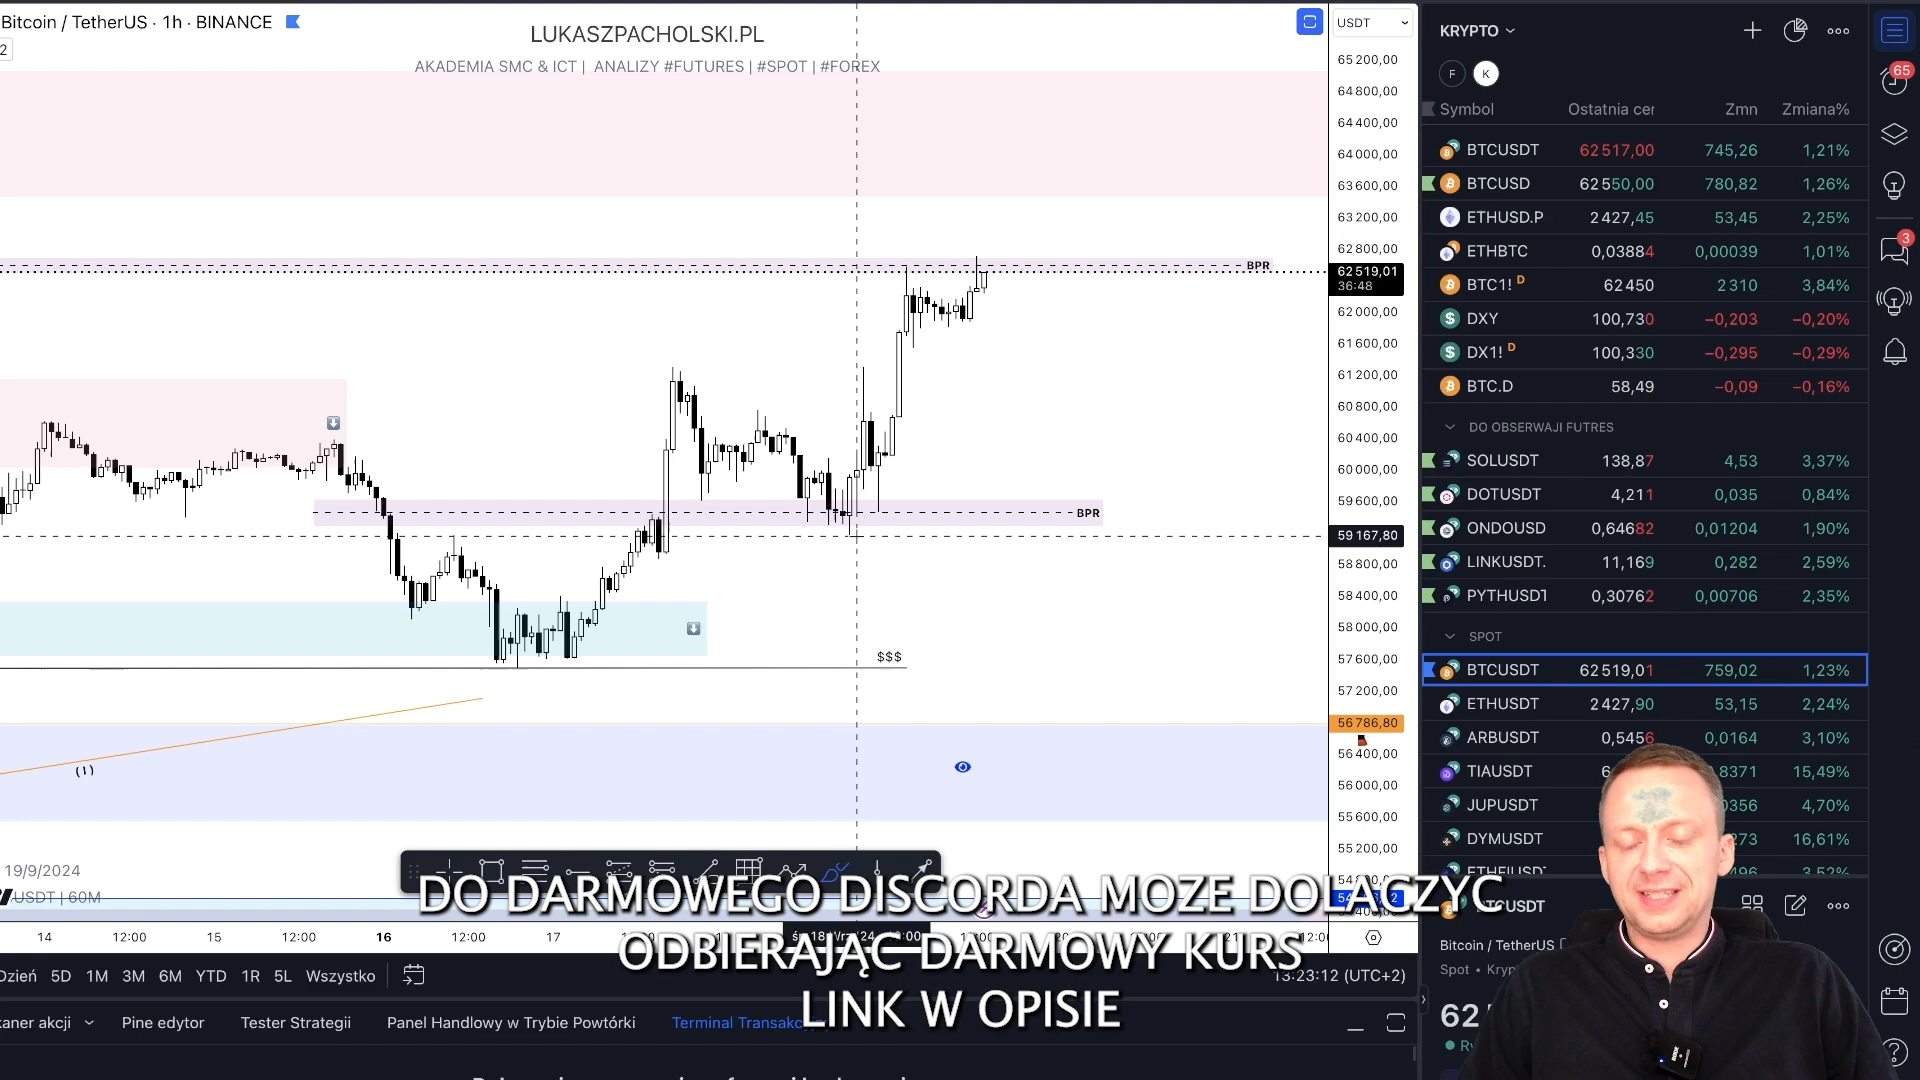 Bitcoin / TetherUS · 1h · BINANCE
2
LUKASZPACHOLSKI.PL
AKADEMIA SMC & ICT | ANALIZY #FUTURES | #SPOT | #FOREX
USDT
65 200,00
64 800,00
64 400,00
64 000,00
63 600,00
63 200,00
62 800,00
BPR
62 519,01
36:48
62 000,00
61 600,00
61 200,00
60 800,00
60 400,00
60 000,00
59 600,00
BPR
59 167,80
58 800,00
58 400,00
58 000,00
$$$
57 600,00
57 200,00
56 786,80
56 400,00
56 000,00
55 600,00
55 200,00
19/9/2024
USDT | 60M
14 12:00 15 12:00 16 12:00 17
13:23:12 (UTC+2)
Dzień 5D 1M 3M 6M YTD 1R 5L Wszystko
Pine edytor Tester Strategii Panel Handlowy w Trybie Powtórki Terminal
KRYPTO
F K
65
3
Symbol Ostatnia cer Zmn Zmiana%
BTCUSDT 62 517,00 745,26 1,21%
BTCUSD 62 550,00 780,82 1,26%
ETHUSD.P 2 427,45 53,45 2,25%
ETHBTC 0,03884 0,00039 1,01%
BTC1! D 62 450 2 310 3,84%
DXY 100,730 −0,203 −0,20%
DX1! D 100,330 −0,295 −0,29%
BTC.D 58,49 −0,09 −0,16%
DO OBSERWAJI FUTRES
SOLUSDT 138,87 4,53 3,37%
DOTUSDT 4,211 0,035 0,84%
ONDOUSD 0,64682 0,01204 1,90%
LINKUSDT. 11,169 0,282 2,59%
PYTHUSDT 0,30762 0,00706 2,35%
SPOT
BTCUSDT 62 519,01 759,02 1,23%
ETHUSDT 2 427,90 53,15 2,24%
ARBUSDT 0,5456 0,0164 3,10%
TIAUSDT 15,49%
JUPUSDT 4,70%
DYMUSDT 16,61%
Bitcoin / TetherUS
Spot
62
DO DARMOWEGO DISCORDA MOZE DOLACZYC
ODBIERAJĄC DARMOWY KURS
LINK W OPISIE